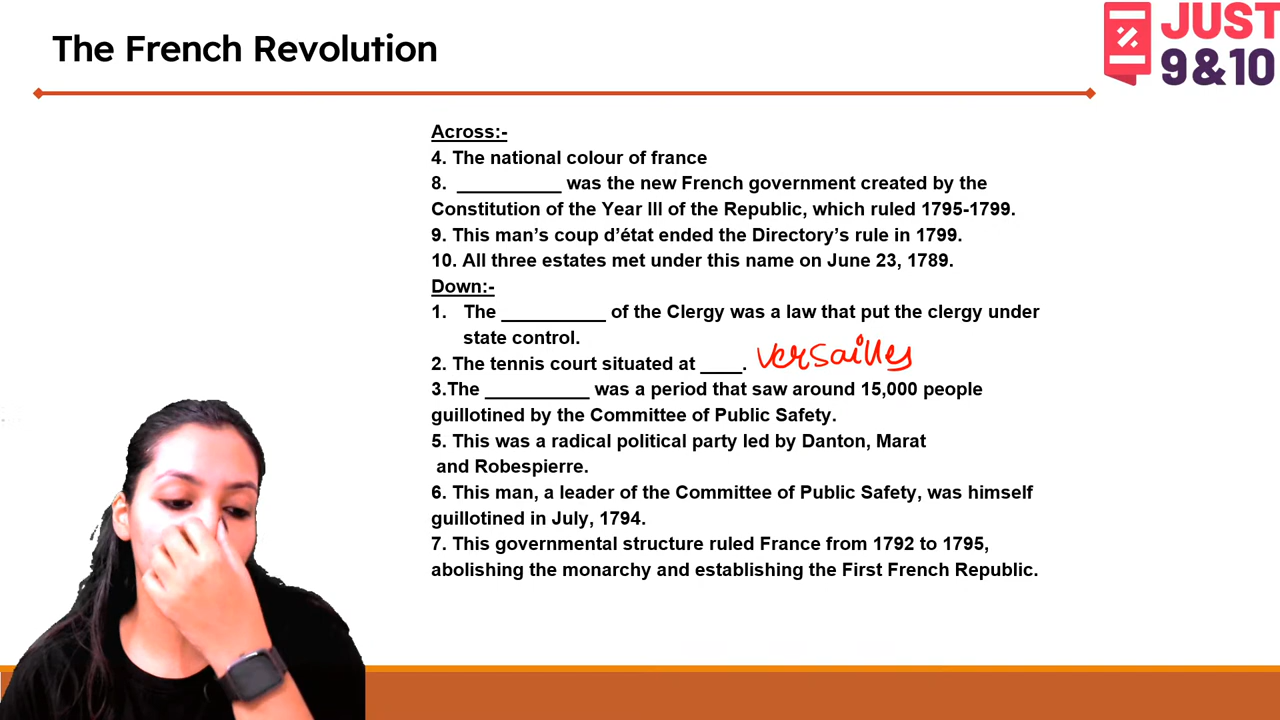 The French Revolution
JUST
9&10
Across:-
4. The national colour of france
8. __________ was the new French government created by the
Constitution of the Year III of the Republic, which ruled 1795-1799.
9. This man’s coup d’état ended the Directory’s rule in 1799.
10. All three estates met under this name on June 23, 1789.
Down:-
1. The __________ of the Clergy was a law that put the clergy under
state control.
2. The tennis court situated at ____. versailles
3.The __________ was a period that saw around 15,000 people
guillotined by the Committee of Public Safety.
5. This was a radical political party led by Danton, Marat
and Robespierre.
6. This man, a leader of the Committee of Public Safety, was himself
guillotined in July, 1794.
7. This governmental structure ruled France from 1792 to 1795,
abolishing the monarchy and establishing the First French Republic.